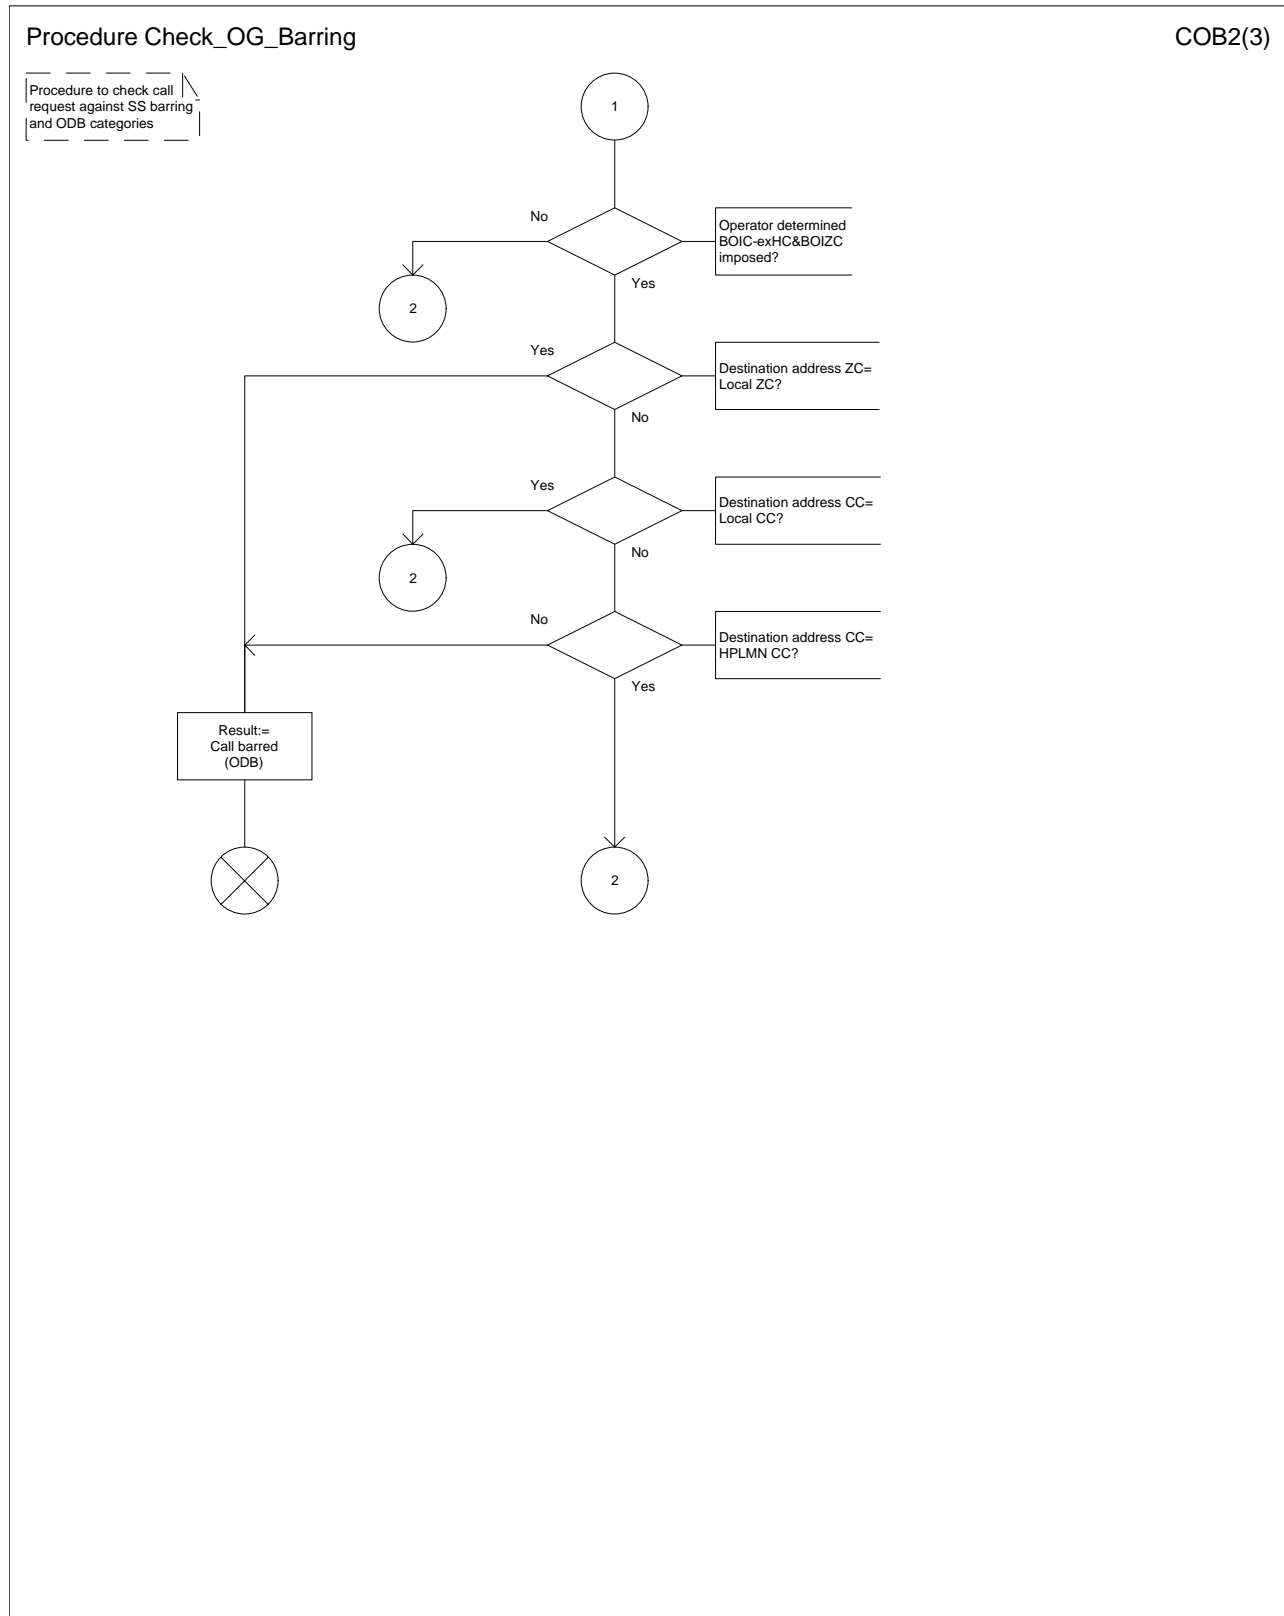 Procedure Check_OG_Barring
COB2(3)
Procedure to check call
request against SS barring
and ODB categories
1
No
Operator determined
BOIC-exHC&BOIZC
imposed?
Yes
2
Yes
Destination address ZC=
Local ZC?
No
Yes
Destination address CC=
Local CC?
No
2
No
Destination address CC=
HPLMN CC?
Yes
Result:=
Call barred
(ODB)
2